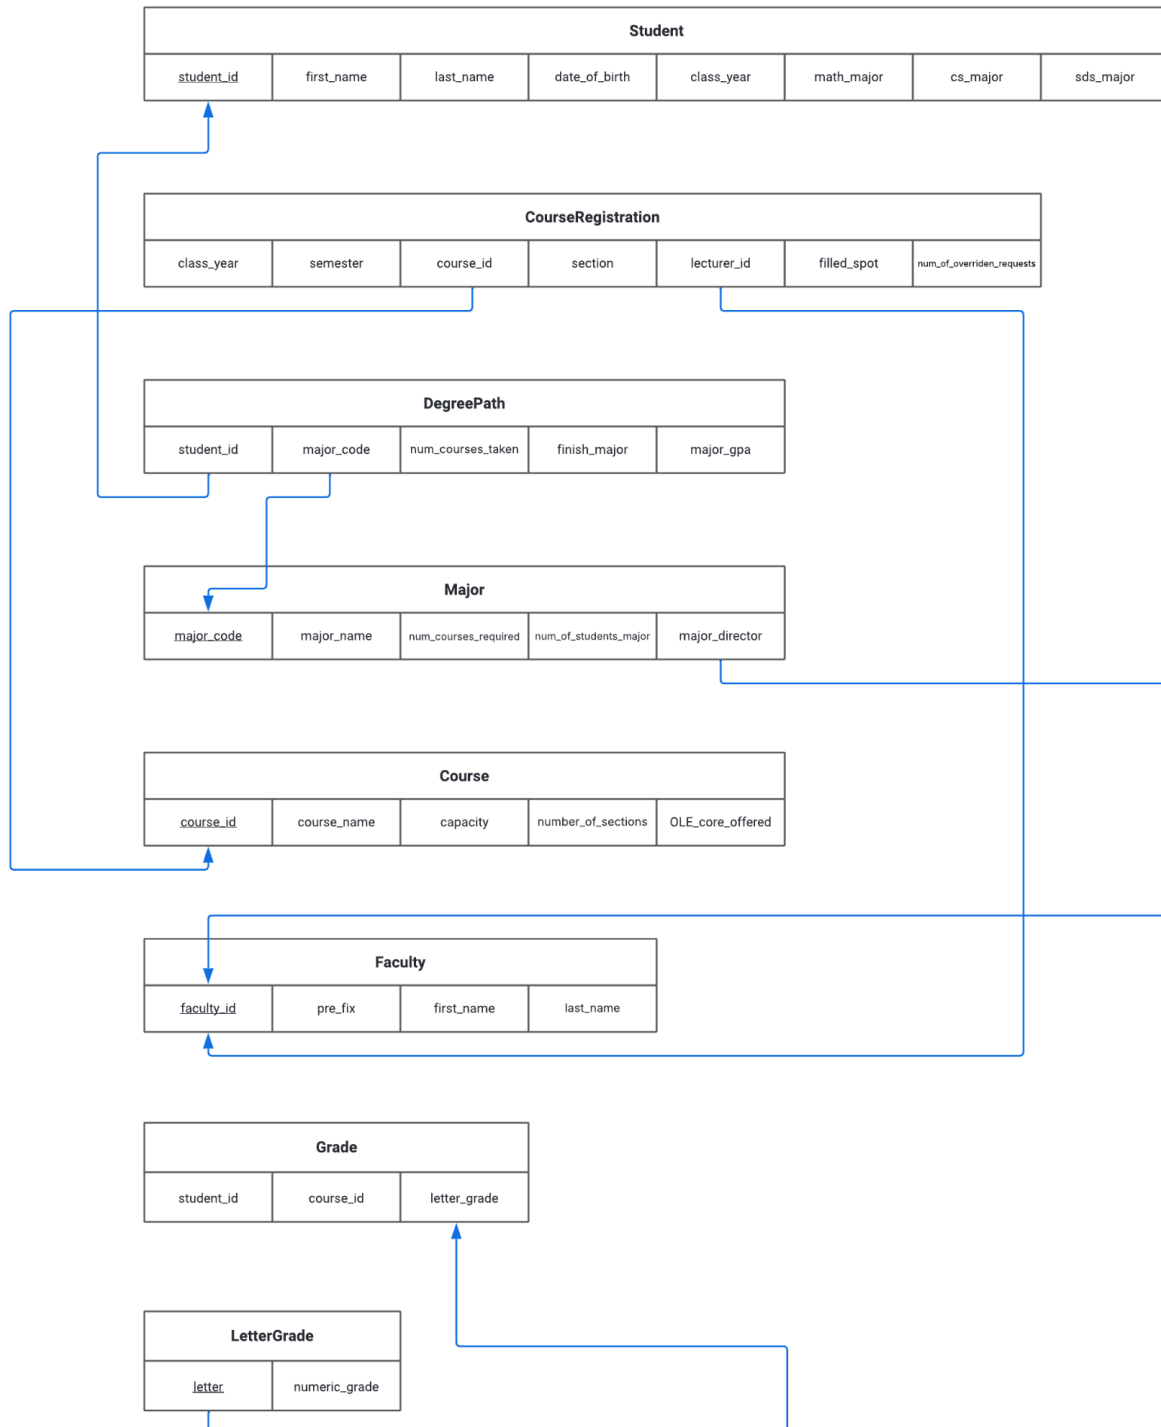 Student
student_id first_name last_name date_of_birth class_year math_major cs_major sds_major
CourseRegistration
class_year semester course_id section lecturer_id filled_spot num_of_overriden_requests
DegreePath
student_id major_code num_courses_taken finish_major major_gpa
Major
major_code major_name num_courses_required num_of_students_major major_director
Course
course_id course_name capacity number_of_sections OLE_core_offered
Faculty
faculty_id pre_fix first_name last_name
Grade
student_id course_id letter_grade
LetterGrade
letter numeric_grade